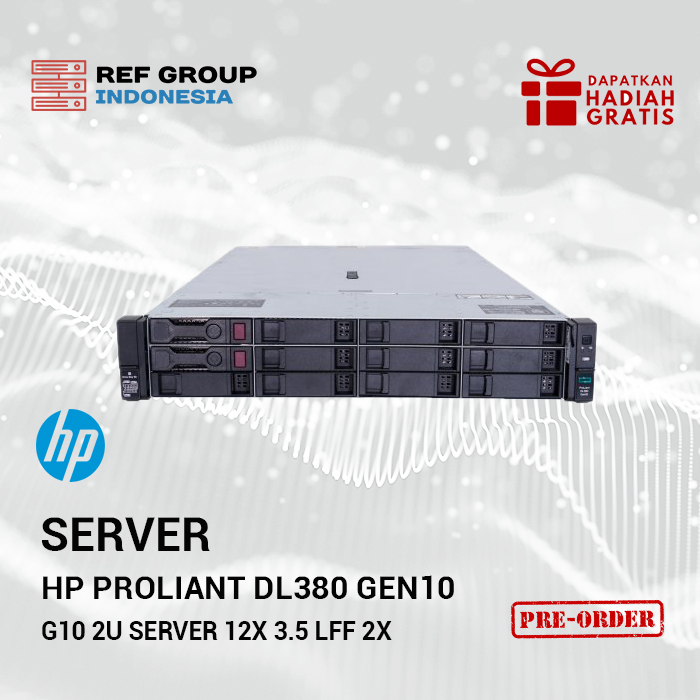 REF GROUP
INDONESIA
DAPATKAN
HADIAH
GRATIS
hp
SERVER
HP PROLIANT DL380 GEN10
G10 2U SERVER 12X 3.5 LFF 2X
PRE-ORDER